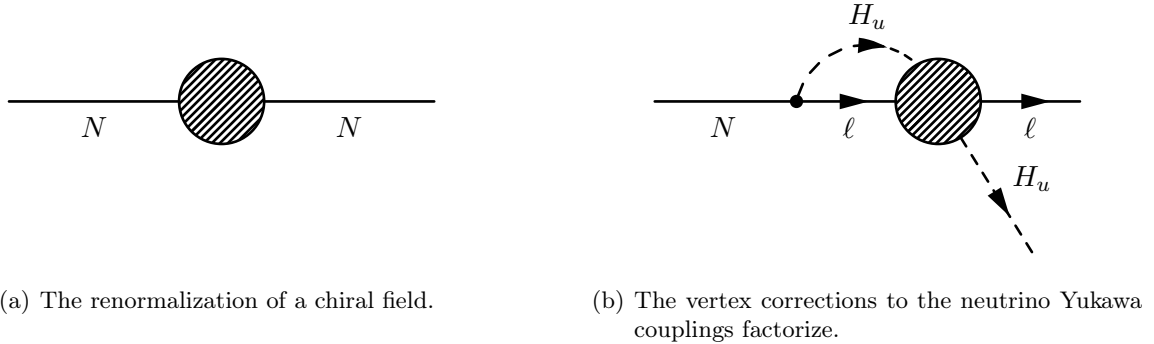 H_u
N
N
N
ℓ
ℓ
H_u
(a) The renormalization of a chiral field.
(b) The vertex corrections to the neutrino Yukawa
couplings factorize.